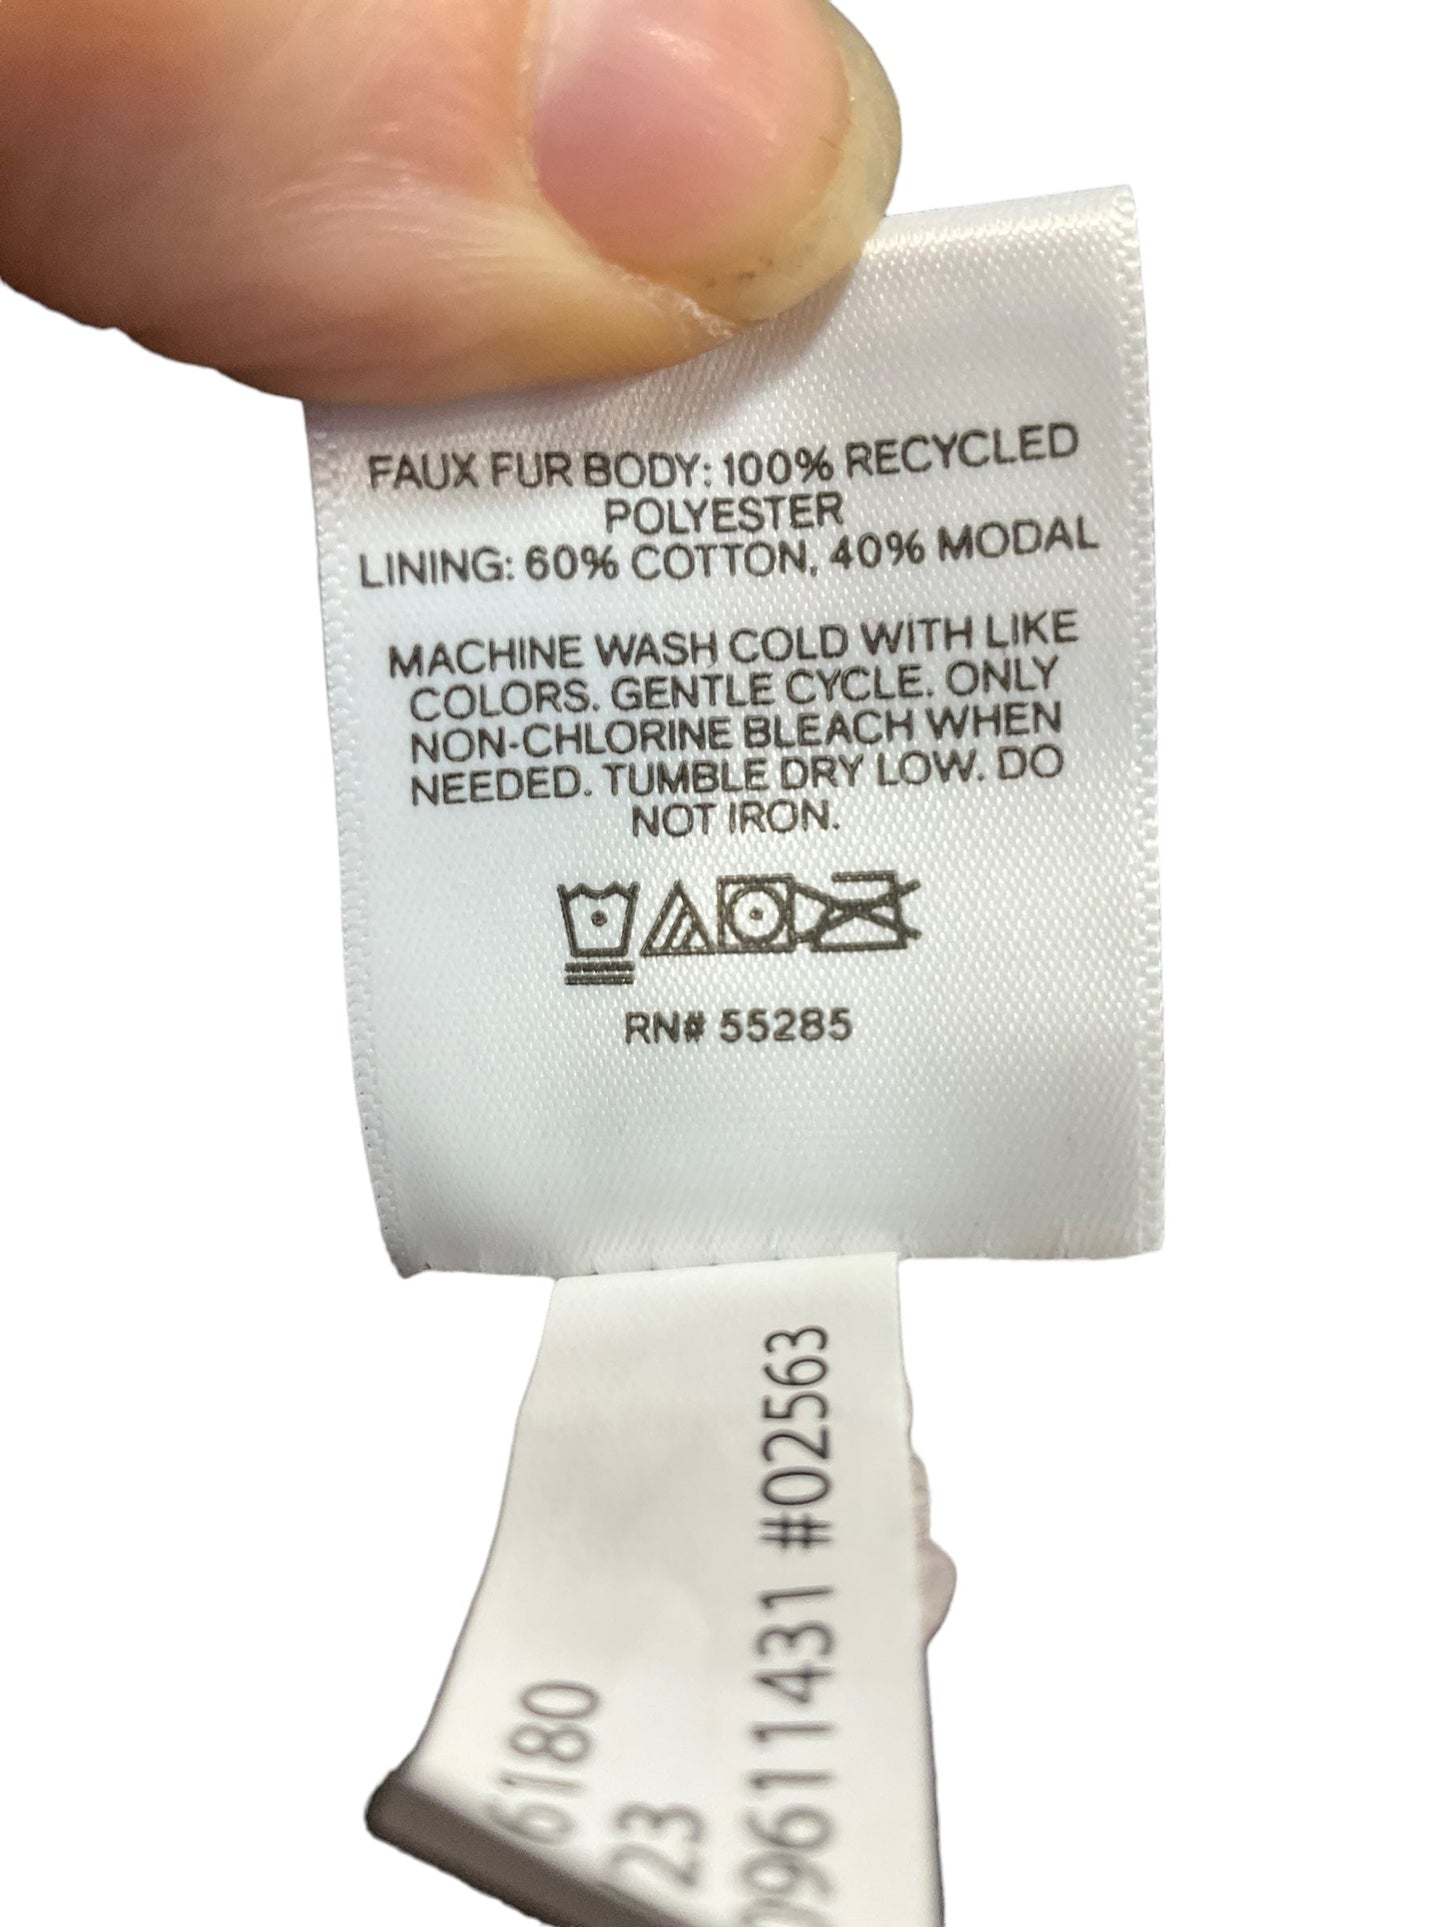 FAUX FUR BODY: 100% RECYCLED
POLYESTER
LINING: 60% COTTON, 40% MODAL
MACHINE WASH COLD WITH LIKE
COLORS. GENTLE CYCLE. ONLY
NON-CHLORINE BLEACH WHEN
NEEDED. TUMBLE DRY LOW. DO
NOT IRON.
RN# 55285
6180
23
09611431 #02563